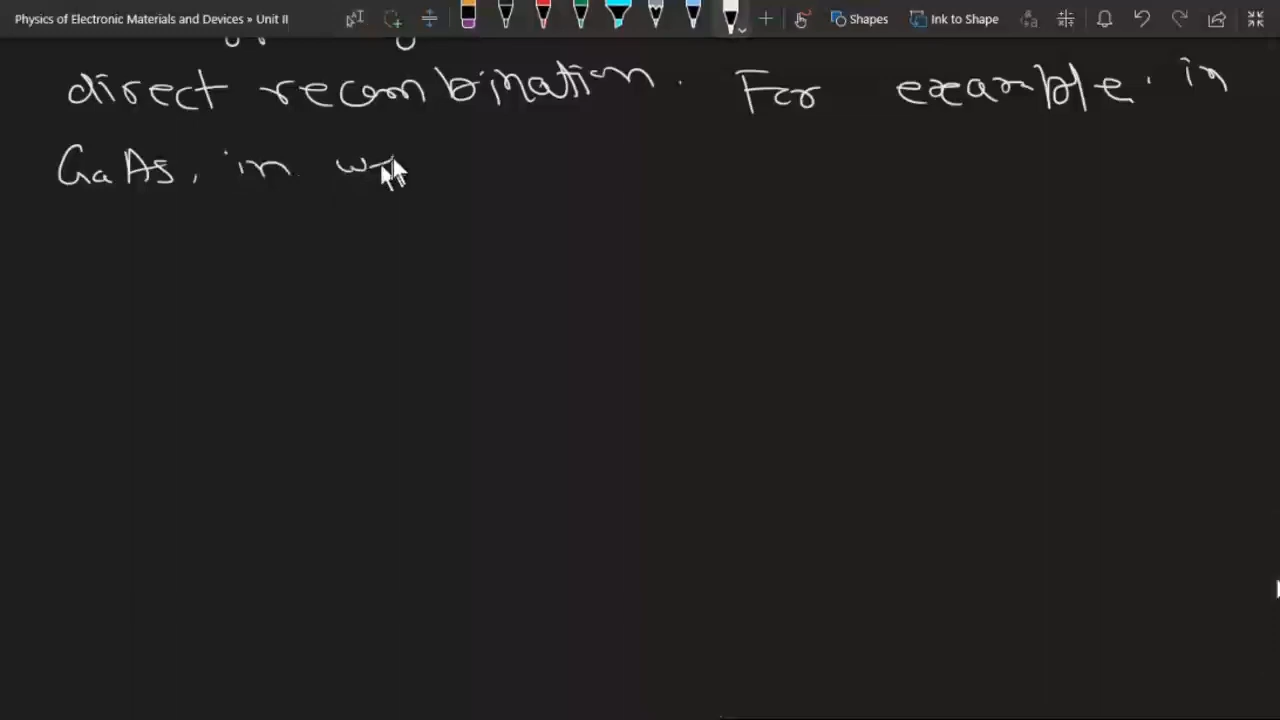 Physics of Electronic Materials and Devices » Unit II
Shapes
Ink to Shape
direct recombination. For example. in
GaAs, in